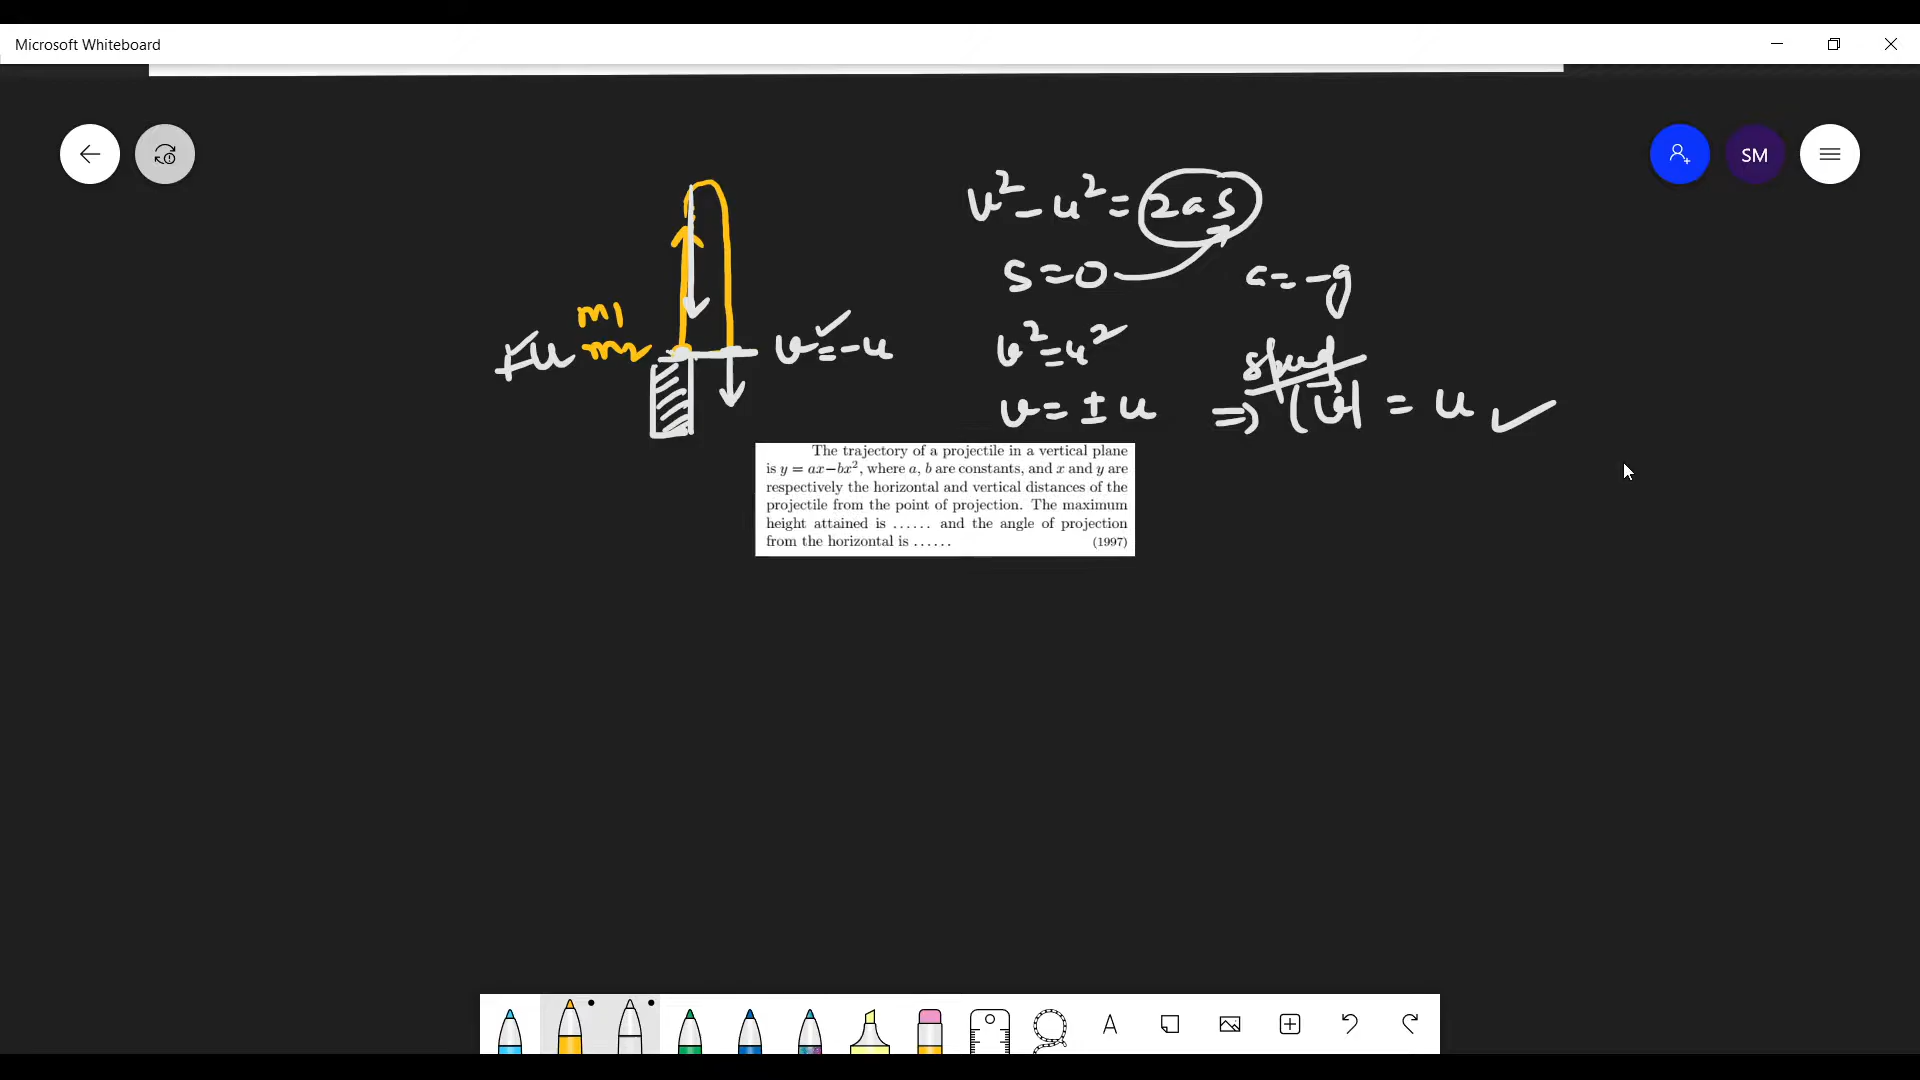 Microsoft Whiteboard
SM
v² - u² = 2as
s = 0
a = -g
m1
m2
+u
v = -u
v² = u²
speed
v = ± u ⇒ |v⃗| = u
The trajectory of a projectile in a vertical plane
is y = ax−bx², where a, b are constants, and x and y are
respectively the horizontal and vertical distances of the
projectile from the point of projection. The maximum
height attained is ...... and the angle of projection
from the horizontal is ...... (1997)
A